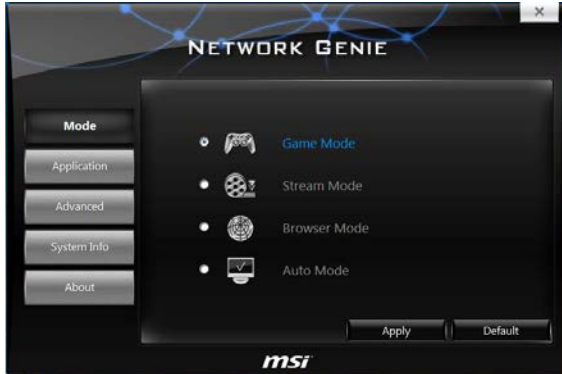 NETWORK GENIE
Mode
Application
Advanced
System Info
About
Game Mode
Stream Mode
Browser Mode
Auto Mode
Apply
Default
msi